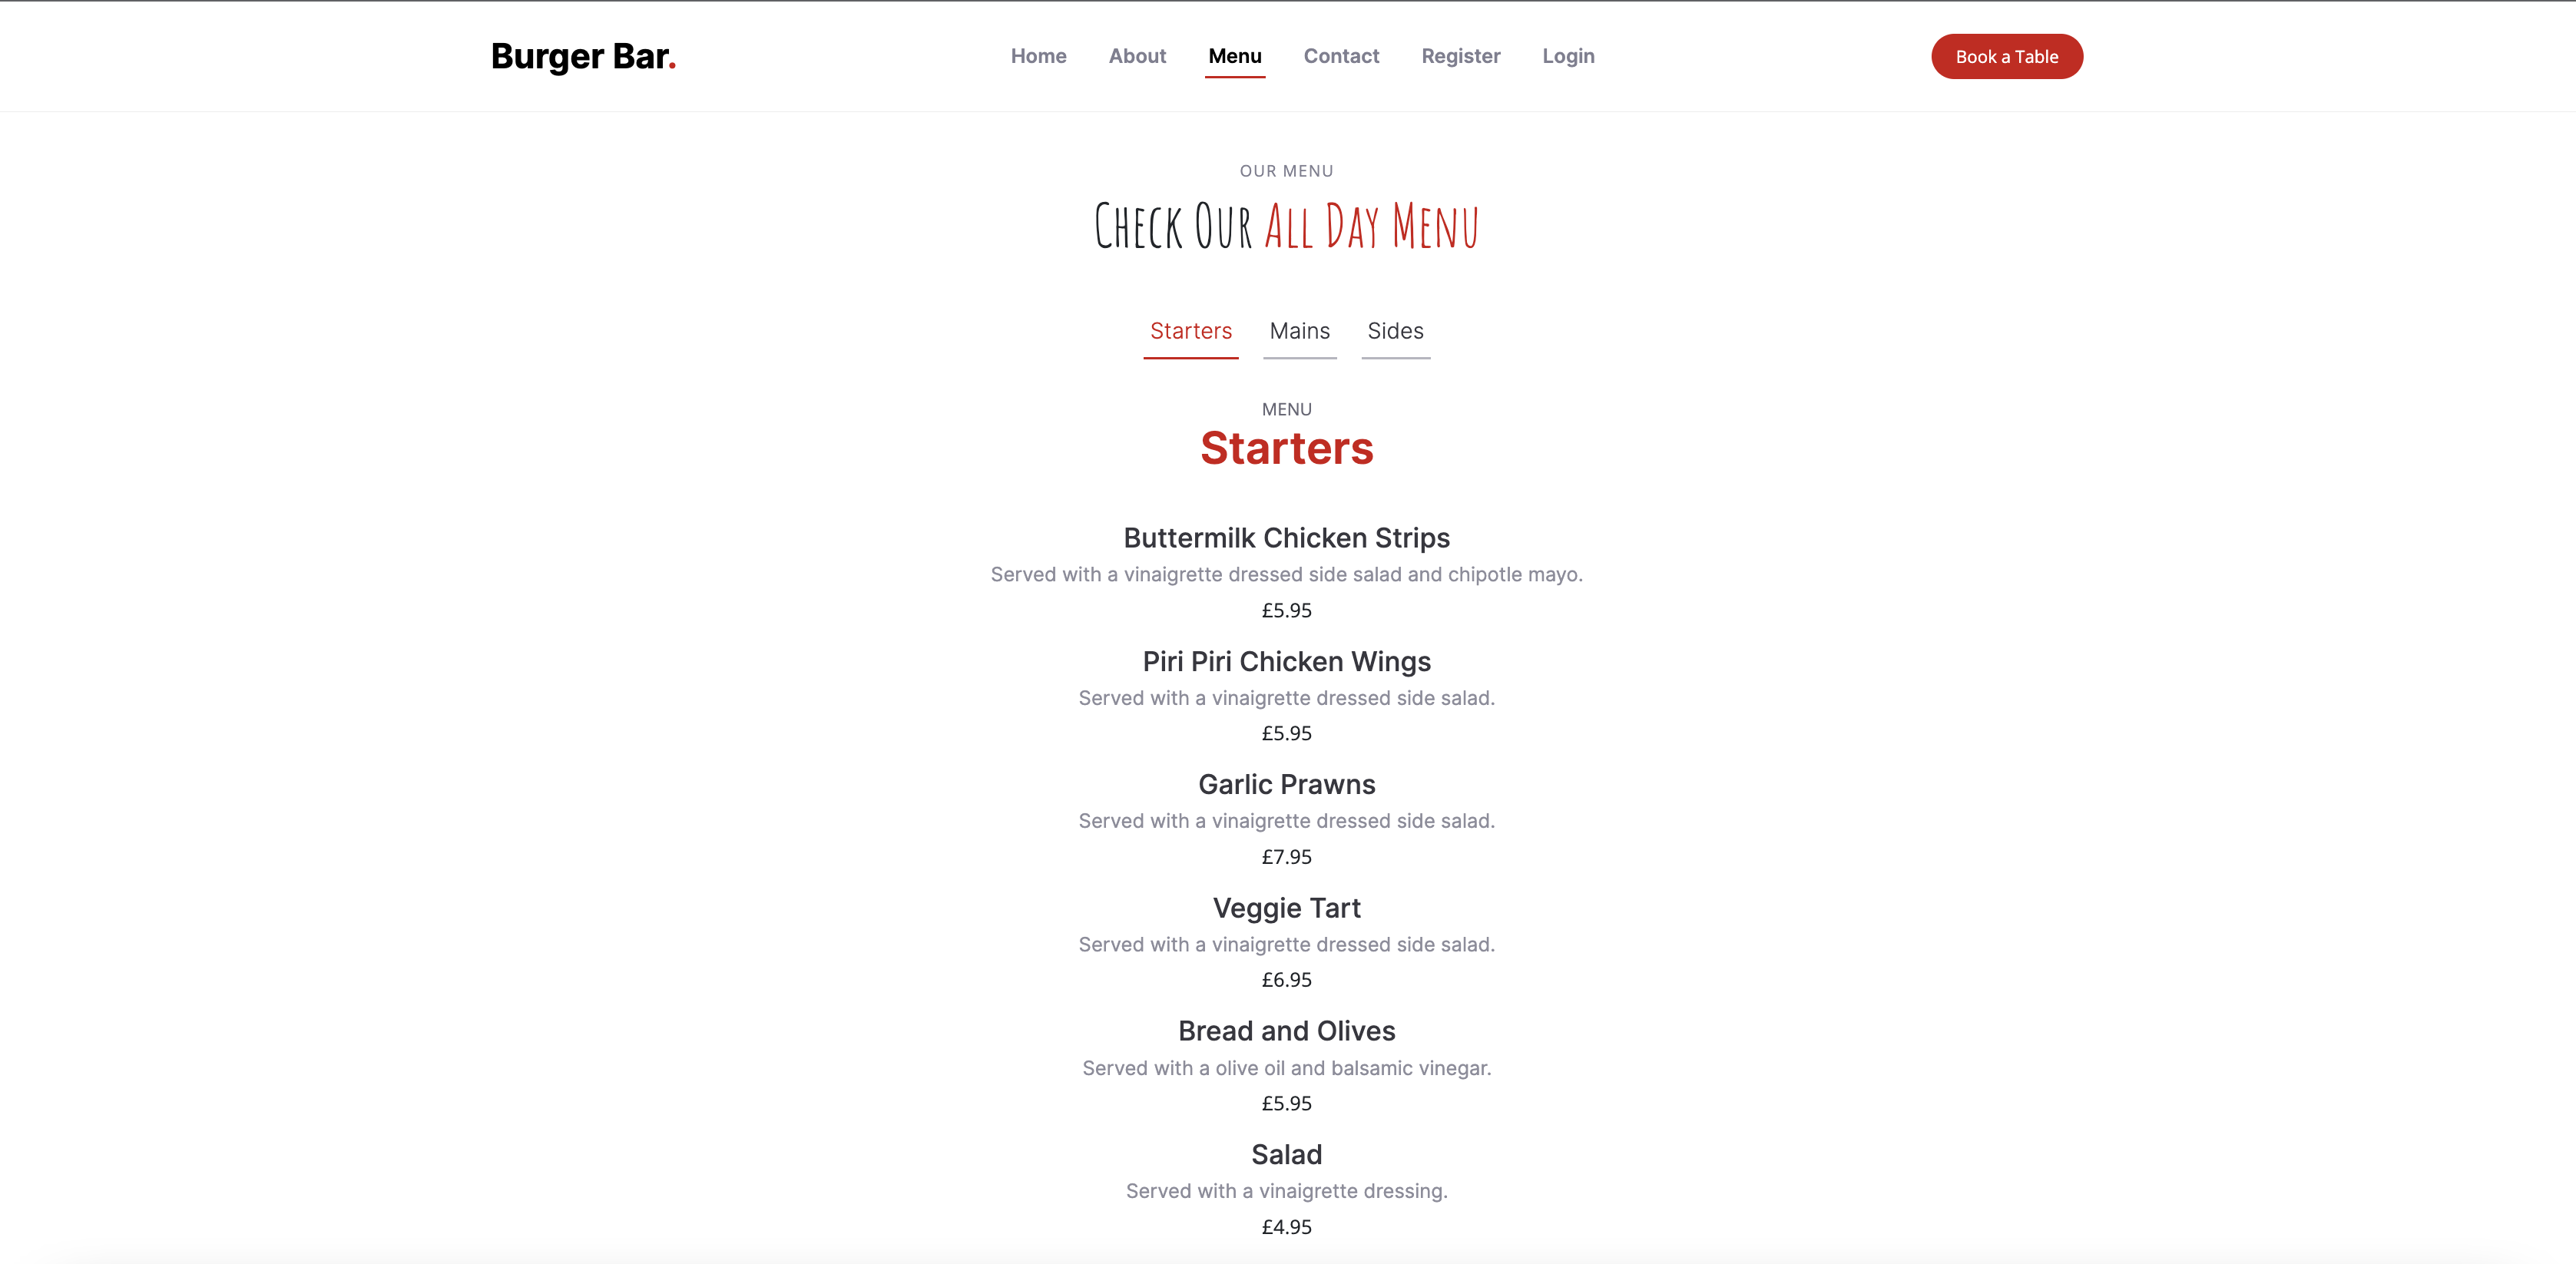 Burger Bar.
Home About Menu Contact Register Login
Book a Table
OUR MENU
Check Our All Day Menu
Starters Mains Sides
MENU
Starters
Buttermilk Chicken Strips
Served with a vinaigrette dressed side salad and chipotle mayo.
£5.95
Piri Piri Chicken Wings
Served with a vinaigrette dressed side salad.
£5.95
Garlic Prawns
Served with a vinaigrette dressed side salad.
£7.95
Veggie Tart
Served with a vinaigrette dressed side salad.
£6.95
Bread and Olives
Served with a olive oil and balsamic vinegar.
£5.95
Salad
Served with a vinaigrette dressing.
£4.95